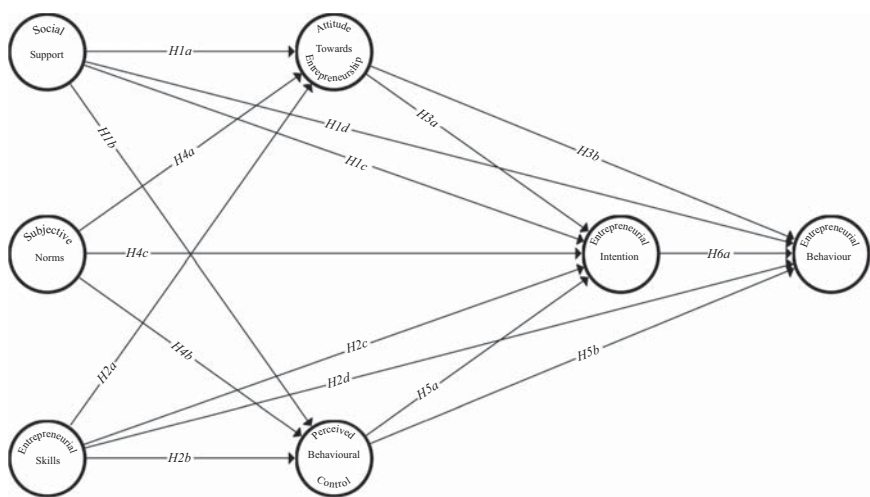 Social
Support
H1a
Attitude
Towards
Entrepreneurship
H1b
H4a
H3a
H1d
H1c
H3b
Subjective
Norms
H4c
Entrepreneurial
Intention
H6a
Entrepreneurial
Behaviour
H4b
H2a
H2c
H2d
H5a
H5b
Entrepreneurial
Skills
H2b
Perceived
Behavioural
Control